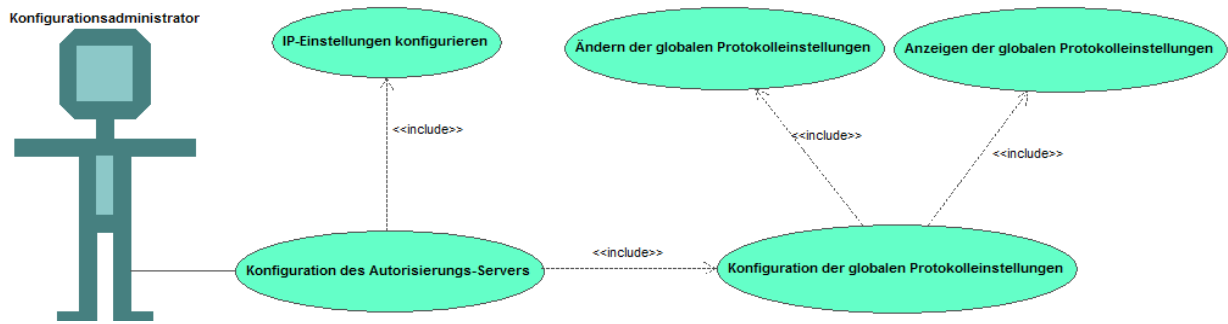 Konfigurationsadministrator
IP-Einstellungen konfigurieren
Ändern der globalen Protokolleinstellungen
Anzeigen der globalen Protokolleinstellungen
<<include>>
<<include>>
<<include>>
<<include>>
Konfiguration des Autorisierungs-Servers
Konfiguration der globalen Protokolleinstellungen